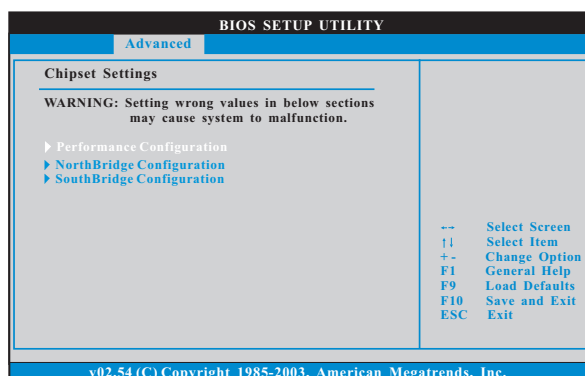 BIOS SETUP UTILITY
Advanced
Chipset Settings
WARNING: Setting wrong values in below sections
may cause system to malfunction.
Performance Configuration
NorthBridge Configuration
SouthBridge Configuration
↔ Select Screen
↑↓ Select Item
+ - Change Option
F1 General Help
F9 Load Defaults
F10 Save and Exit
ESC Exit
v02.54 (C) Copyright 1985-2003, American Megatrends, Inc.